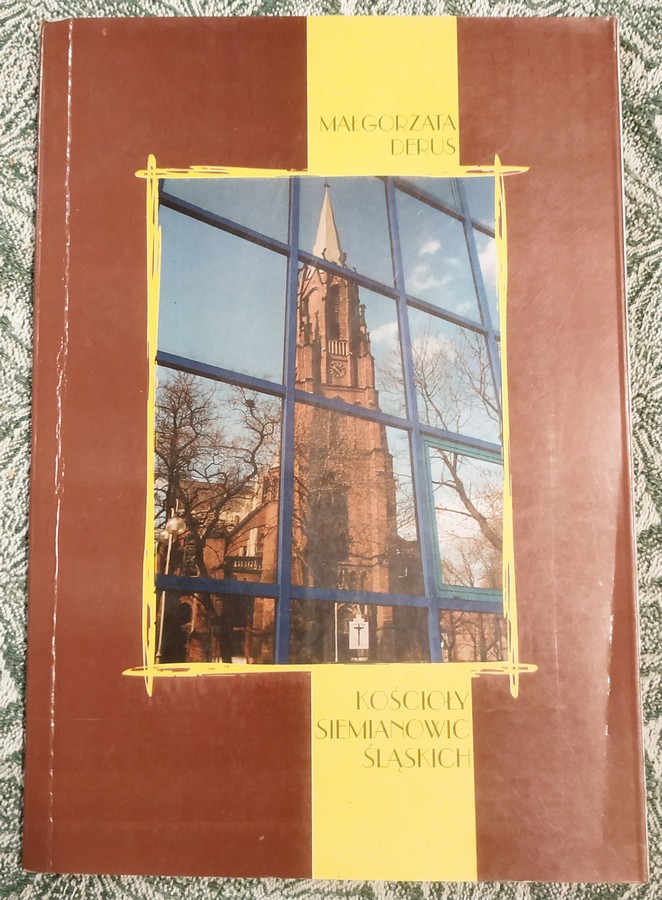 MAŁGORZATA
DERUS
KOŚCIOŁY
SIEMIANOWIC
ŚLĄSKICH